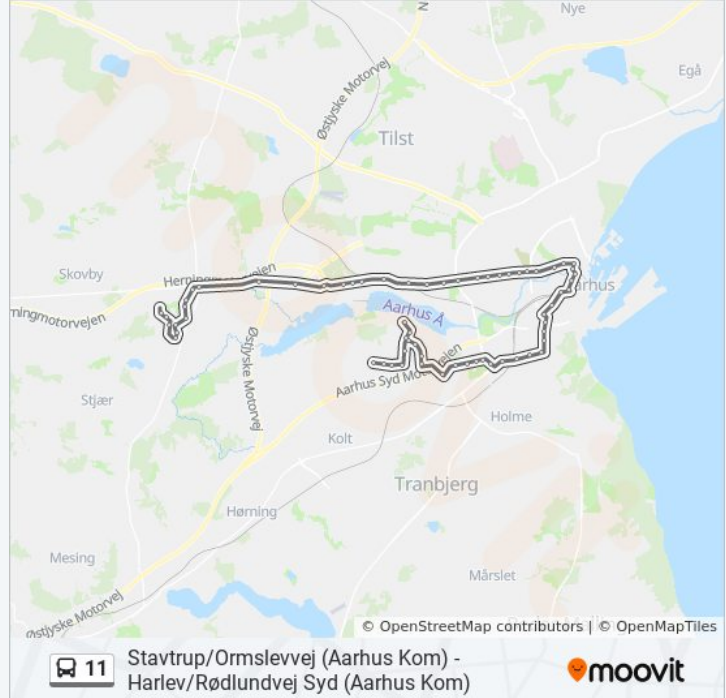 Nye
N
Østjyske Motorvej
Egå
Tilst
Skovby
Herningmotorvejen
rningmotorvejen
Aarhus
Aarhus Å
Østjyske Motorvej
Aarhus Syd Motorvejen
Stjær
Holme
Kolt
Tranbjerg
Hørning
Mesing
Mårslet
Østjyske Motorvej
© OpenStreetMap contributors | © OpenMapTiles
11
Stavtrup/Ormslevvej (Aarhus Kom) -
Harlev/Rødlundvej Syd (Aarhus Kom)
moovit